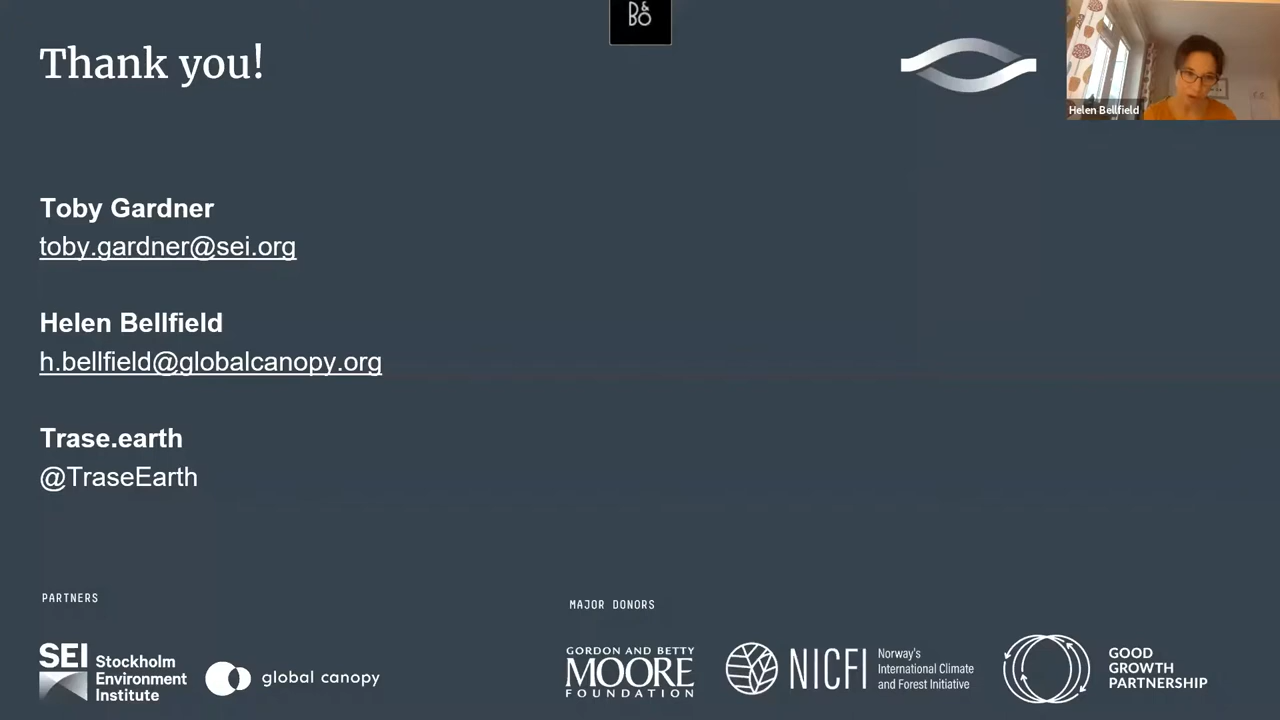 D&
BO
Thank you!
Helen Bellfield
Toby Gardner
toby.gardner@sei.org
Helen Bellfield
h.bellfield@globalcanopy.org
Trase.earth
@TraseEarth
PARTNERS
MAJOR DONORS
SEI Stockholm
Environment
Institute
global canopy
GORDON AND BETTY
MOORE
FOUNDATION
NICFI
Norway's
International Climate
and Forest Initiative
GOOD
GROWTH
PARTNERSHIP